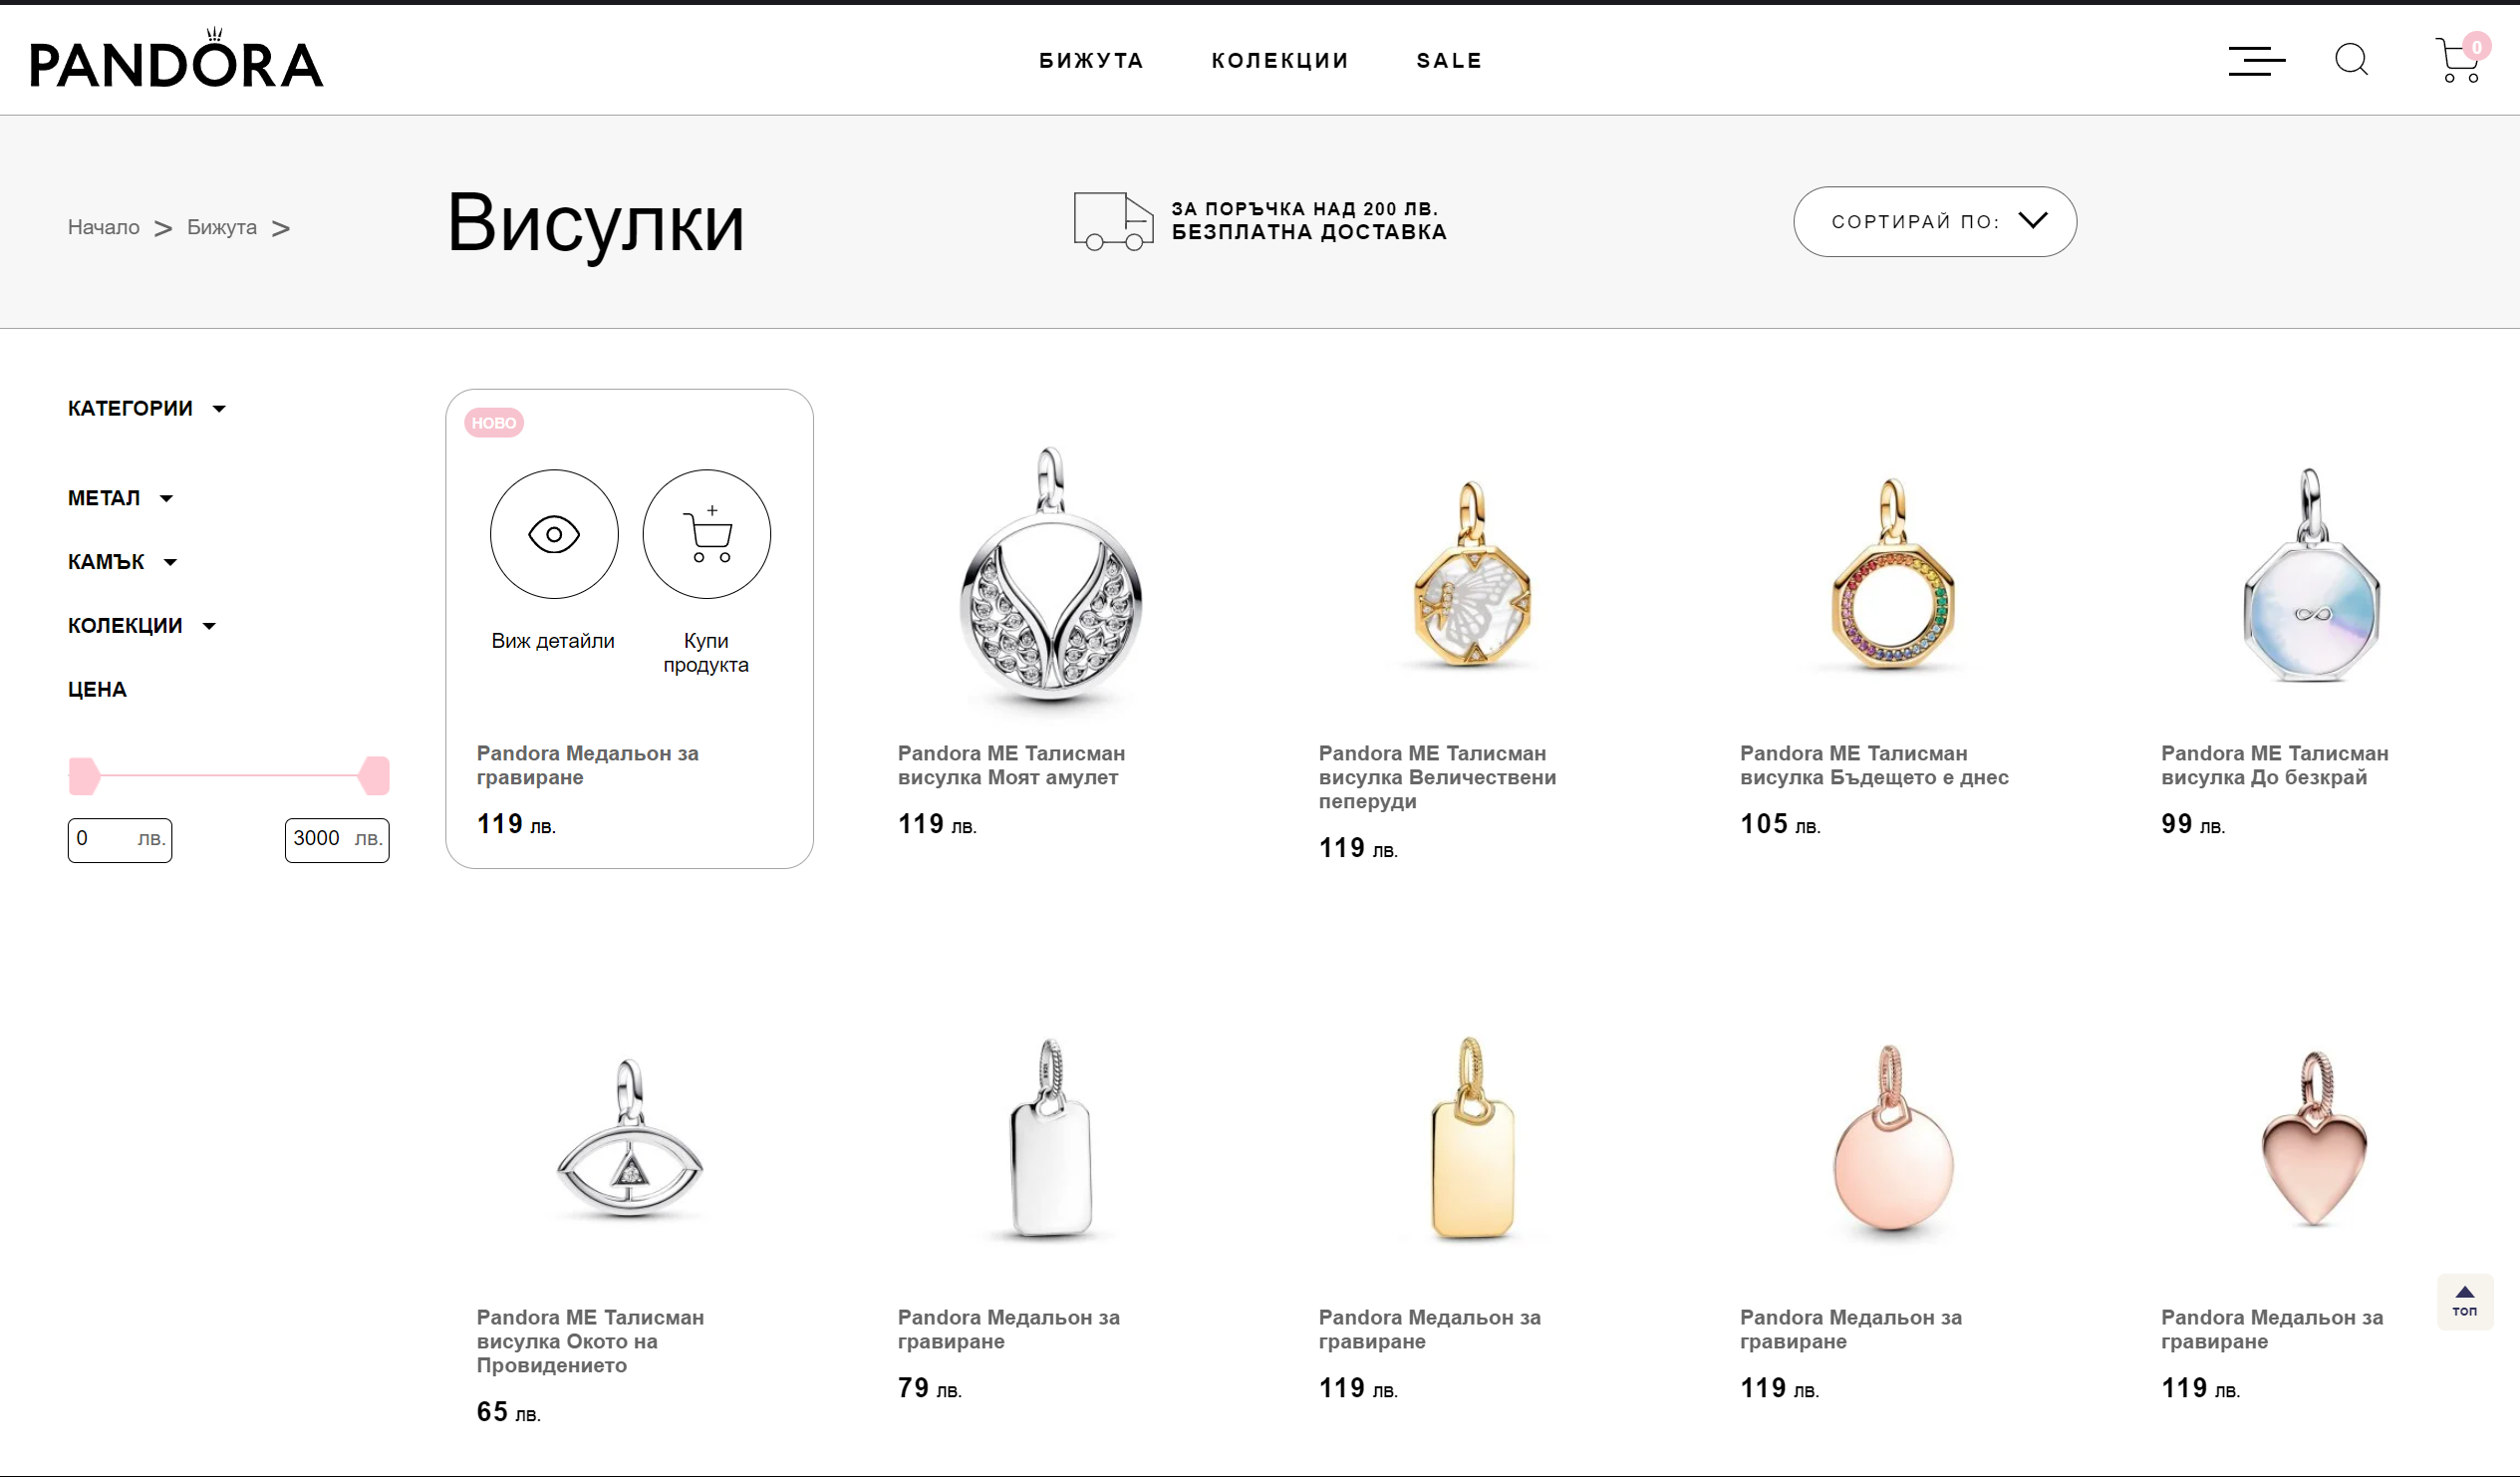 PANDORA
БИЖУТА
КОЛЕКЦИИ
SALE
0
Начало > Бижута >
Висулки
ЗА ПОРЪЧКА НАД 200 ЛВ.
БЕЗПЛАТНА ДОСТАВКА
СОРТИРАЙ ПО:
КАТЕГОРИИ
МЕТАЛ
КАМЪК
КОЛЕКЦИИ
ЦЕНА
0 лв.
3000 лв.
НОВО
Виж детайли
Купи
продукта
Pandora Медальон за
гравиране
119 лв.
Pandora ME Талисман
висулка Моят амулет
119 лв.
Pandora ME Талисман
висулка Величествени
пеперуди
119 лв.
Pandora ME Талисман
висулка Бъдещето е днес
105 лв.
Pandora ME Талисман
висулка До безкрай
99 лв.
Pandora ME Талисман
висулка Окото на
Провидението
65 лв.
Pandora Медальон за
гравиране
79 лв.
Pandora Медальон за
гравиране
119 лв.
Pandora Медальон за
гравиране
119 лв.
Pandora Медальон за
гравиране
119 лв.
ТОП